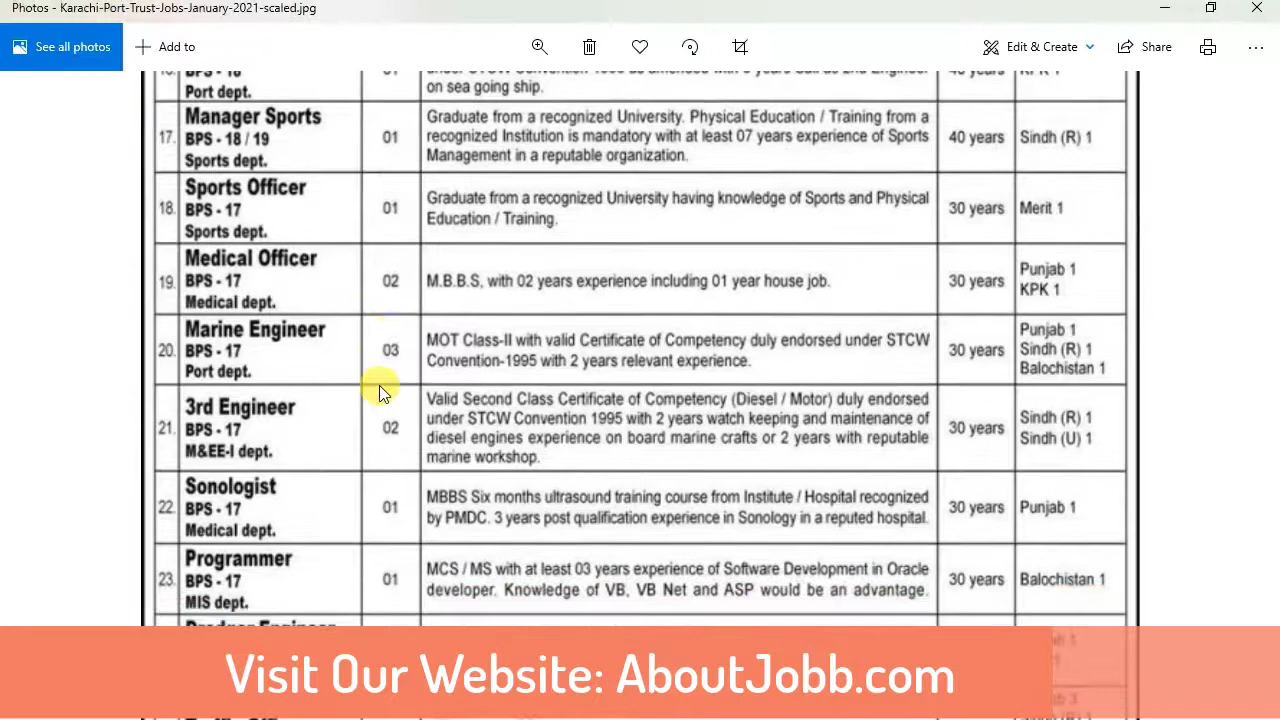 Photos - Karachi-Port-Trust-Jobs-January-2021-scaled.jpg
See all photos
Add to
Edit & Create
Share
Port dept.
on sea going ship.
17.
Manager Sports
BPS - 18 / 19
Sports dept.
01
Graduate from a recognized University. Physical Education / Training from a
recognized Institution is mandatory with at least 07 years experience of Sports
Management in a reputable organization.
40 years
Sindh (R) 1
18.
Sports Officer
BPS - 17
Sports dept.
01
Graduate from a recognized University having knowledge of Sports and Physical
Education / Training.
30 years
Merit 1
19.
Medical Officer
BPS - 17
Medical dept.
02
M.B.B.S, with 02 years experience including 01 year house job.
30 years
Punjab 1
KPK 1
20.
Marine Engineer
BPS - 17
Port dept.
03
MOT Class-II with valid Certificate of Competency duly endorsed under STCW
Convention-1995 with 2 years relevant experience.
30 years
Punjab 1
Sindh (R) 1
Balochistan 1
21.
3rd Engineer
BPS - 17
M&EE-I dept.
02
Valid Second Class Certificate of Competency (Diesel / Motor) duly endorsed
under STCW Convention 1995 with 2 years watch keeping and maintenance of
diesel engines experience on board marine crafts or 2 years with reputable
marine workshop.
30 years
Sindh (R) 1
Sindh (U) 1
22.
Sonologist
BPS - 17
Medical dept.
01
MBBS Six months ultrasound training course from Institute / Hospital recognized
by PMDC. 3 years post qualification experience in Sonology in a reputed hospital.
30 years
Punjab 1
23.
Programmer
BPS - 17
MIS dept.
01
MCS / MS with at least 03 years experience of Software Development in Oracle
developer. Knowledge of VB, VB Net and ASP would be an advantage.
30 years
Balochistan 1
Visit Our Website: AboutJobb.com